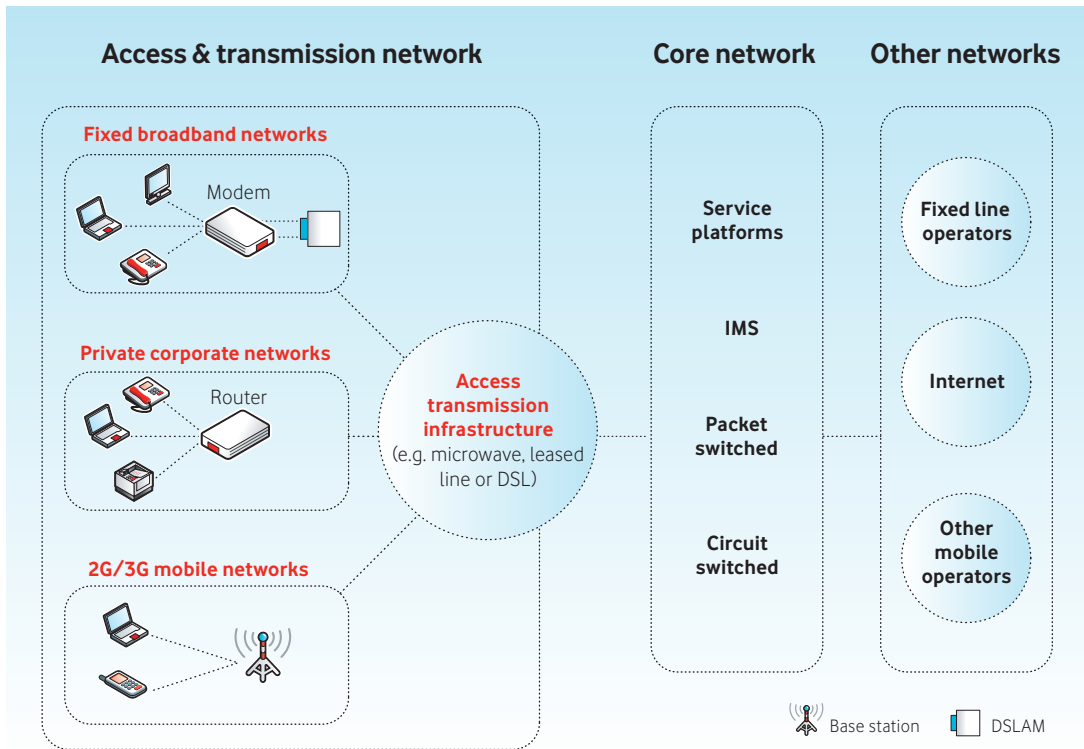 Access & transmission network
Core network
Other networks
Fixed broadband networks
Modem
Private corporate networks
Router
2G/3G mobile networks
Access
transmission
infrastructure
(e.g. microwave, leased
line or DSL)
Service
platforms
IMS
Packet
switched
Circuit
switched
Fixed line
operators
Internet
Other
mobile
operators
Base station
DSLAM